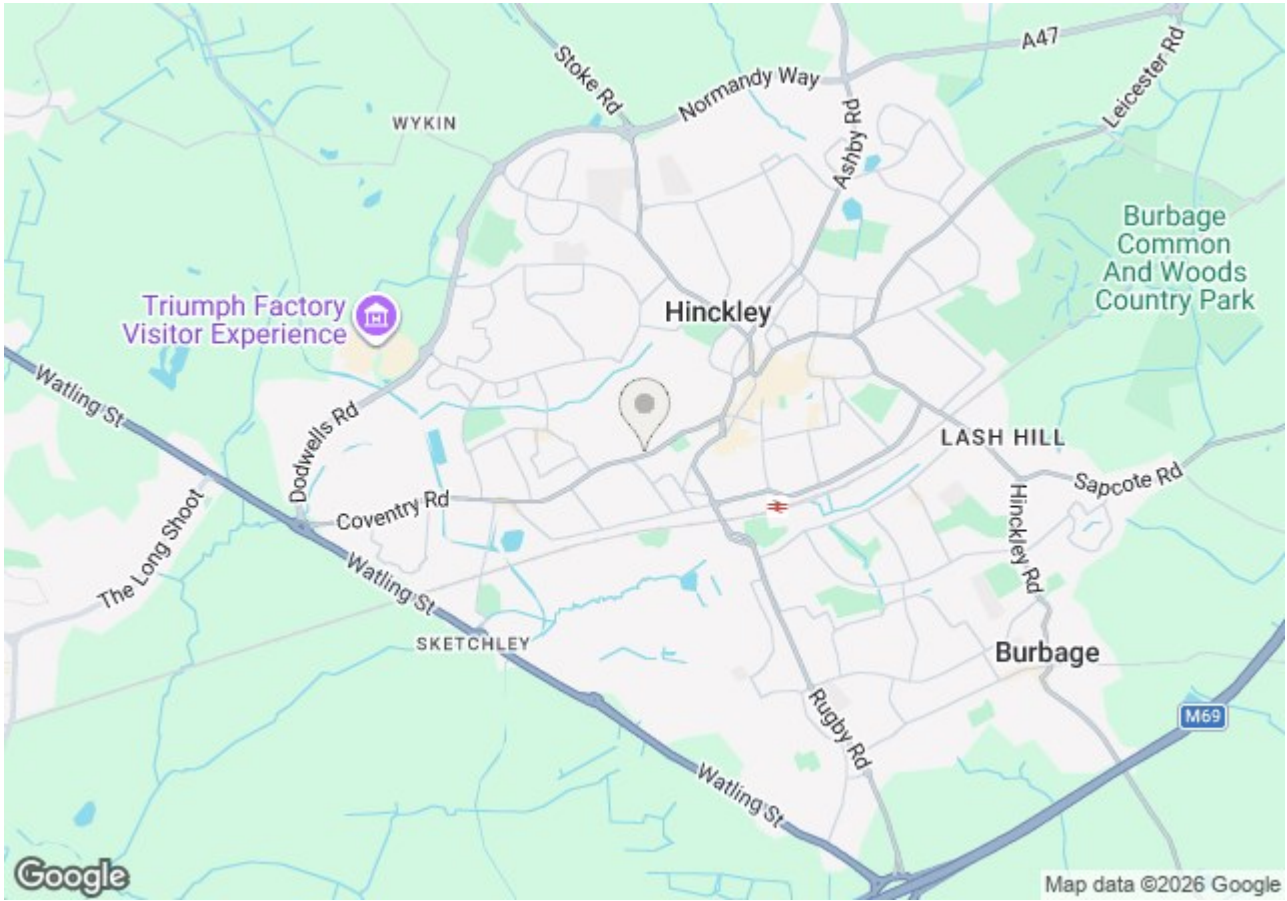 A47
Leicester Rd
Stoke Rd
Normandy Way
WYKIN
Ashby Rd
Burbage
Common
And Woods
Country Park
Triumph Factory
Visitor Experience
Hinckley
Watling St
Dodwells Rd
LASH HILL
Sapcote Rd
Coventry Rd
Hinckley Rd
The Long Shoot
Watling St
SKETCHLEY
Burbage
Rugby Rd
M69
Watling St
Google
Map data ©2026 Google